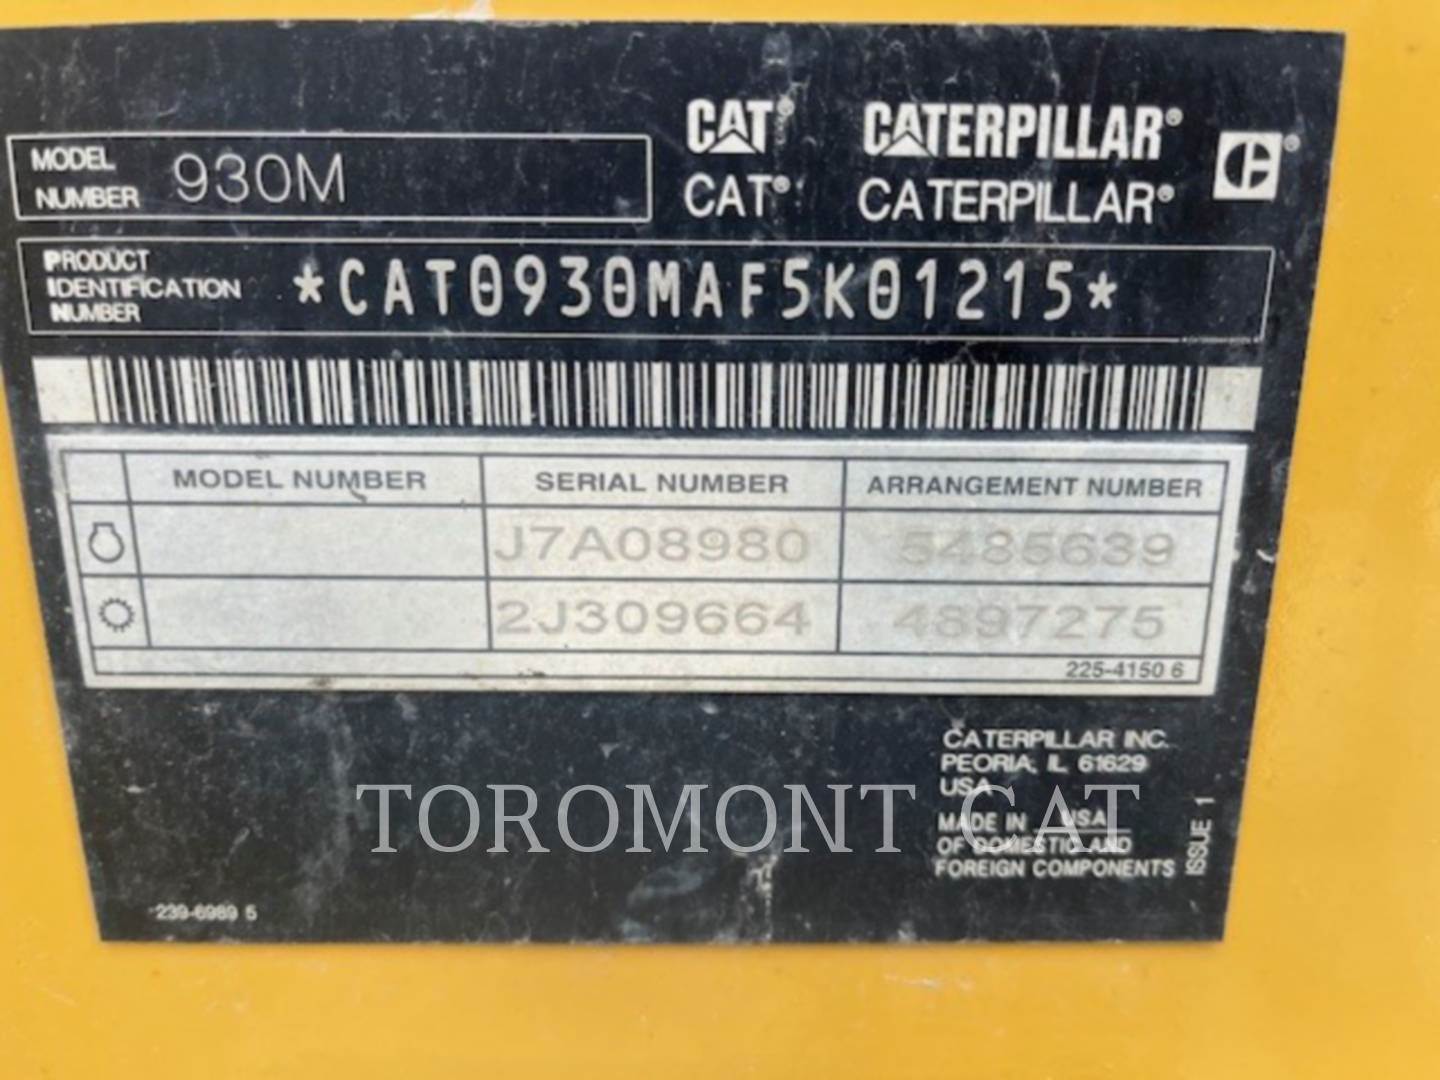 CAT® CATERPILLAR®
MODEL NUMBER 930M
CAT® CATERPILLAR®
PRODUCT IDENTIFICATION NUMBER *CAT0930MAF5K01215*
MODEL NUMBER SERIAL NUMBER ARRANGEMENT NUMBER
J7A08980 5485639
2J309664 4897275
225-4150 6
CATERPILLAR INC.
PEORIA, IL 61629
USA
MADE IN USA
OF DOMESTIC AND
FOREIGN COMPONENTS
ISSUE 1
TOROMONT CAT
239-6989 5